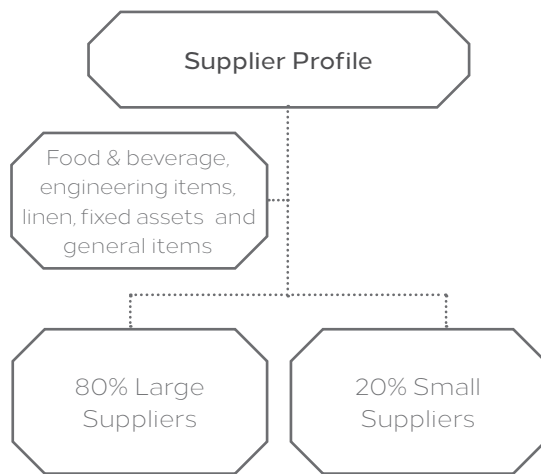 Supplier Profile
Food & beverage,
engineering items,
linen, fixed assets and
general items
80% Large
Suppliers
20% Small
Suppliers